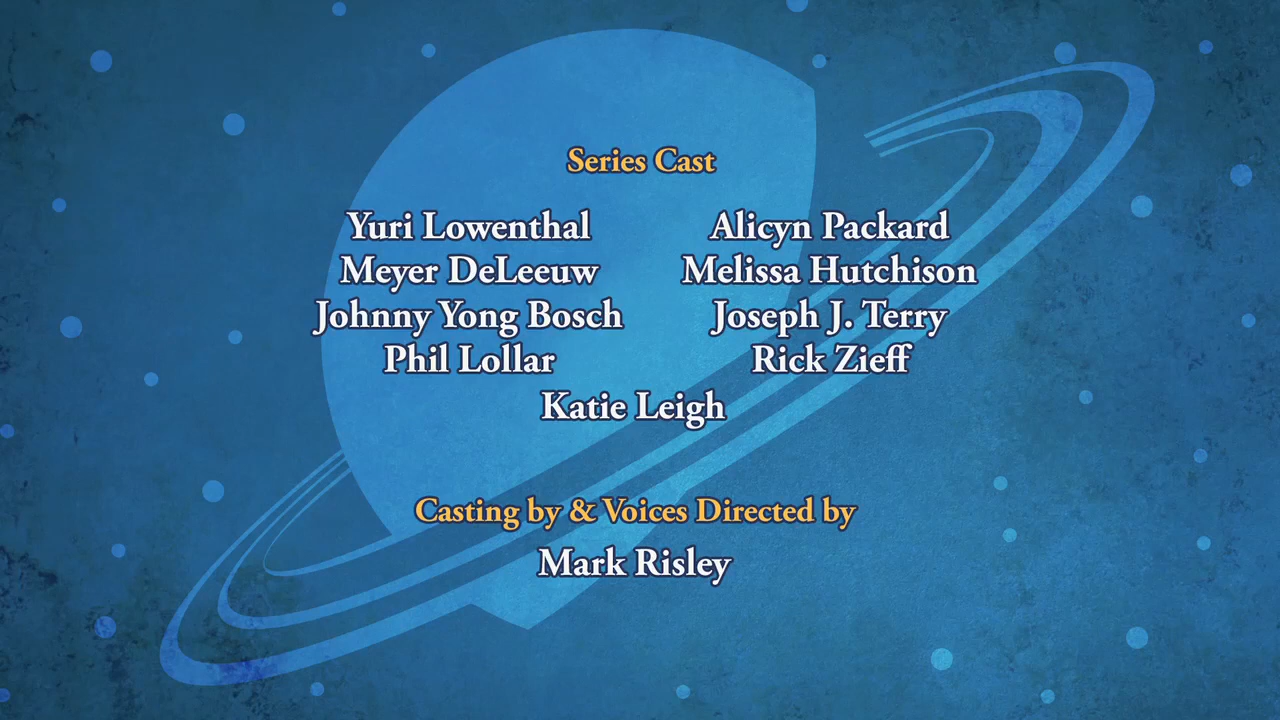 Series Cast
Yuri Lowenthal Alicyn Packard
Meyer DeLeeuw Melissa Hutchison
Johnny Yong Bosch Joseph J. Terry
Phil Lollar Rick Zieff
Katie Leigh
Casting by & Voices Directed by
Mark Risley